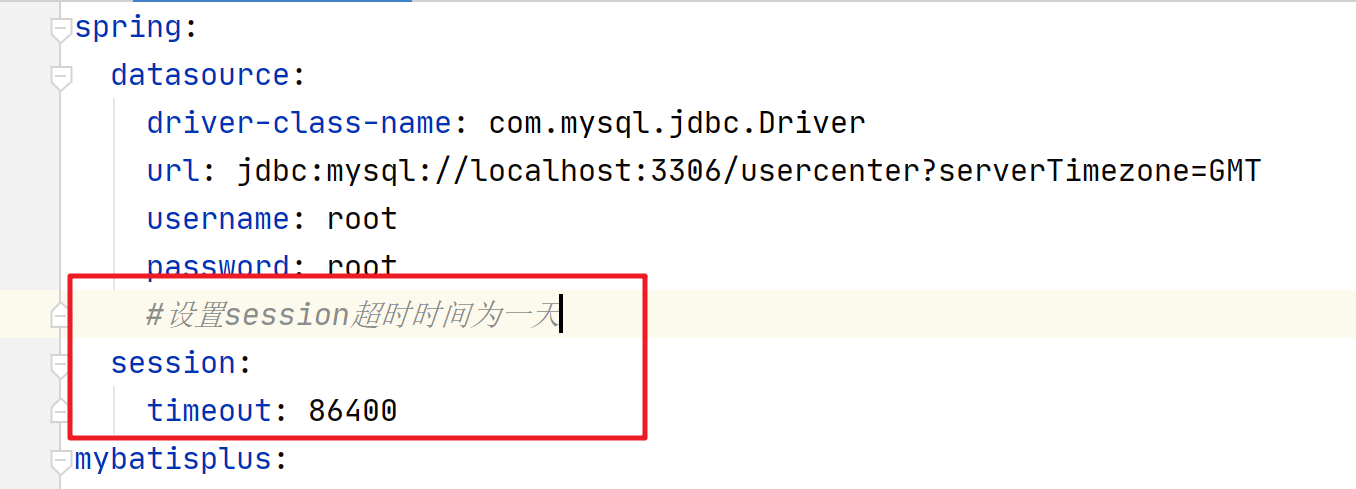 spring:
datasource:
driver-class-name: com.mysql.jdbc.Driver
url: jdbc:mysql://localhost:3306/usercenter?serverTimezone=GMT
username: root
password: root
#设置session超时时间为一天
session:
timeout: 86400
mybatisplus: